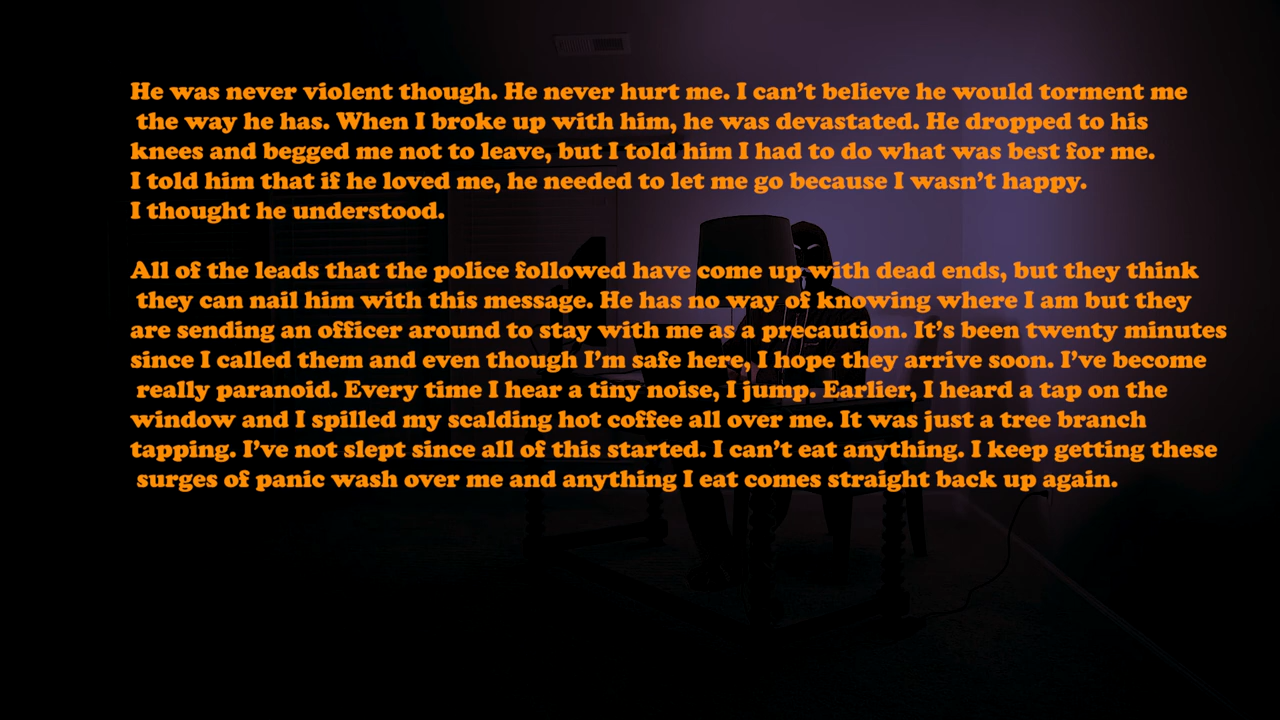 He was never violent though. He never hurt me. I can't believe he would torment me
the way he has. When I broke up with him, he was devastated. He dropped to his
knees and begged me not to leave, but I told him I had to do what was best for me.
I told him that if he loved me, he needed to let me go because I wasn't happy.
I thought he understood.
All of the leads that the police followed have come up with dead ends, but they think
they can nail him with this message. He has no way of knowing where I am but they
are sending an officer around to stay with me as a precaution. It's been twenty minutes
since I called them and even though I'm safe here, I hope they arrive soon. I've become
really paranoid. Every time I hear a tiny noise, I jump. Earlier, I heard a tap on the
window and I spilled my scalding hot coffee all over me. It was just a tree branch
tapping. I've not slept since all of this started. I can't eat anything. I keep getting these
surges of panic wash over me and anything I eat comes straight back up again.